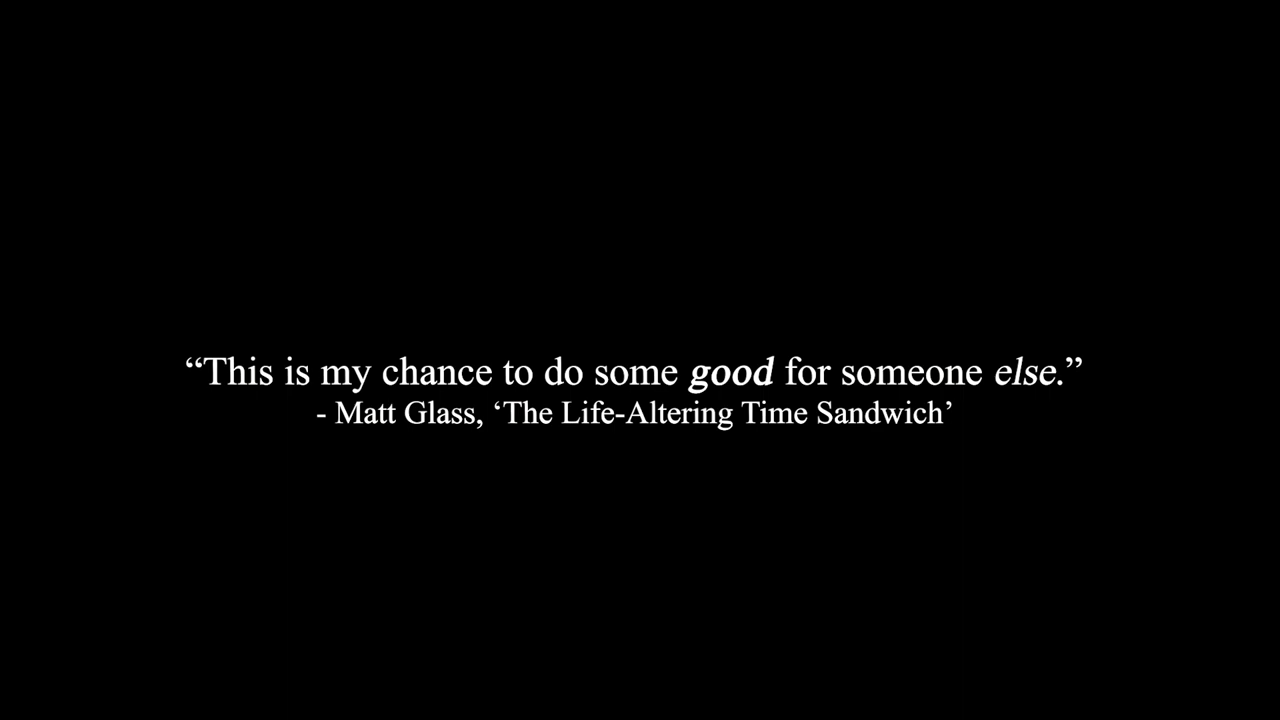 “This is my chance to do some good for someone else.”
- Matt Glass, ‘The Life-Altering Time Sandwich’